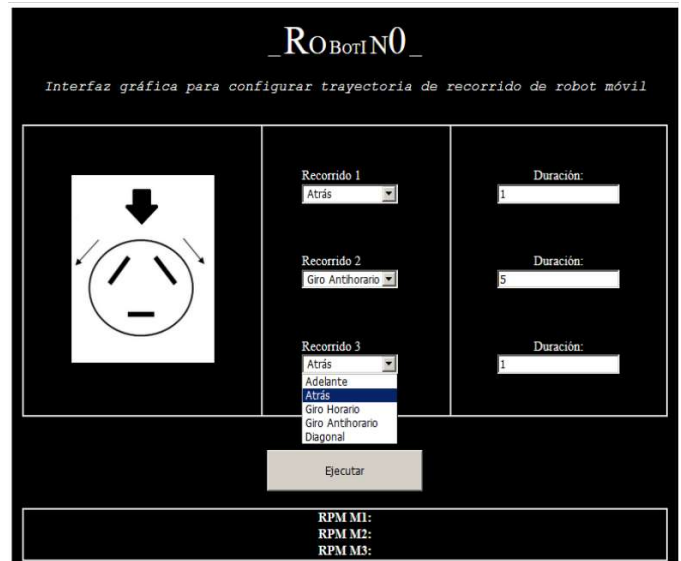 _ROBOTIN0_
Interfaz gráfica para configurar trayectoria de recorrido de robot móvil
Recorrido 1
Atrás
Duración:
1
Recorrido 2
Giro Antihorario
Duración:
5
Recorrido 3
Atrás
Duración:
1
Adelante
Atrás
Giro Horario
Giro Antihorario
Diagonal
Ejecutar
RPM M1:
RPM M2:
RPM M3: